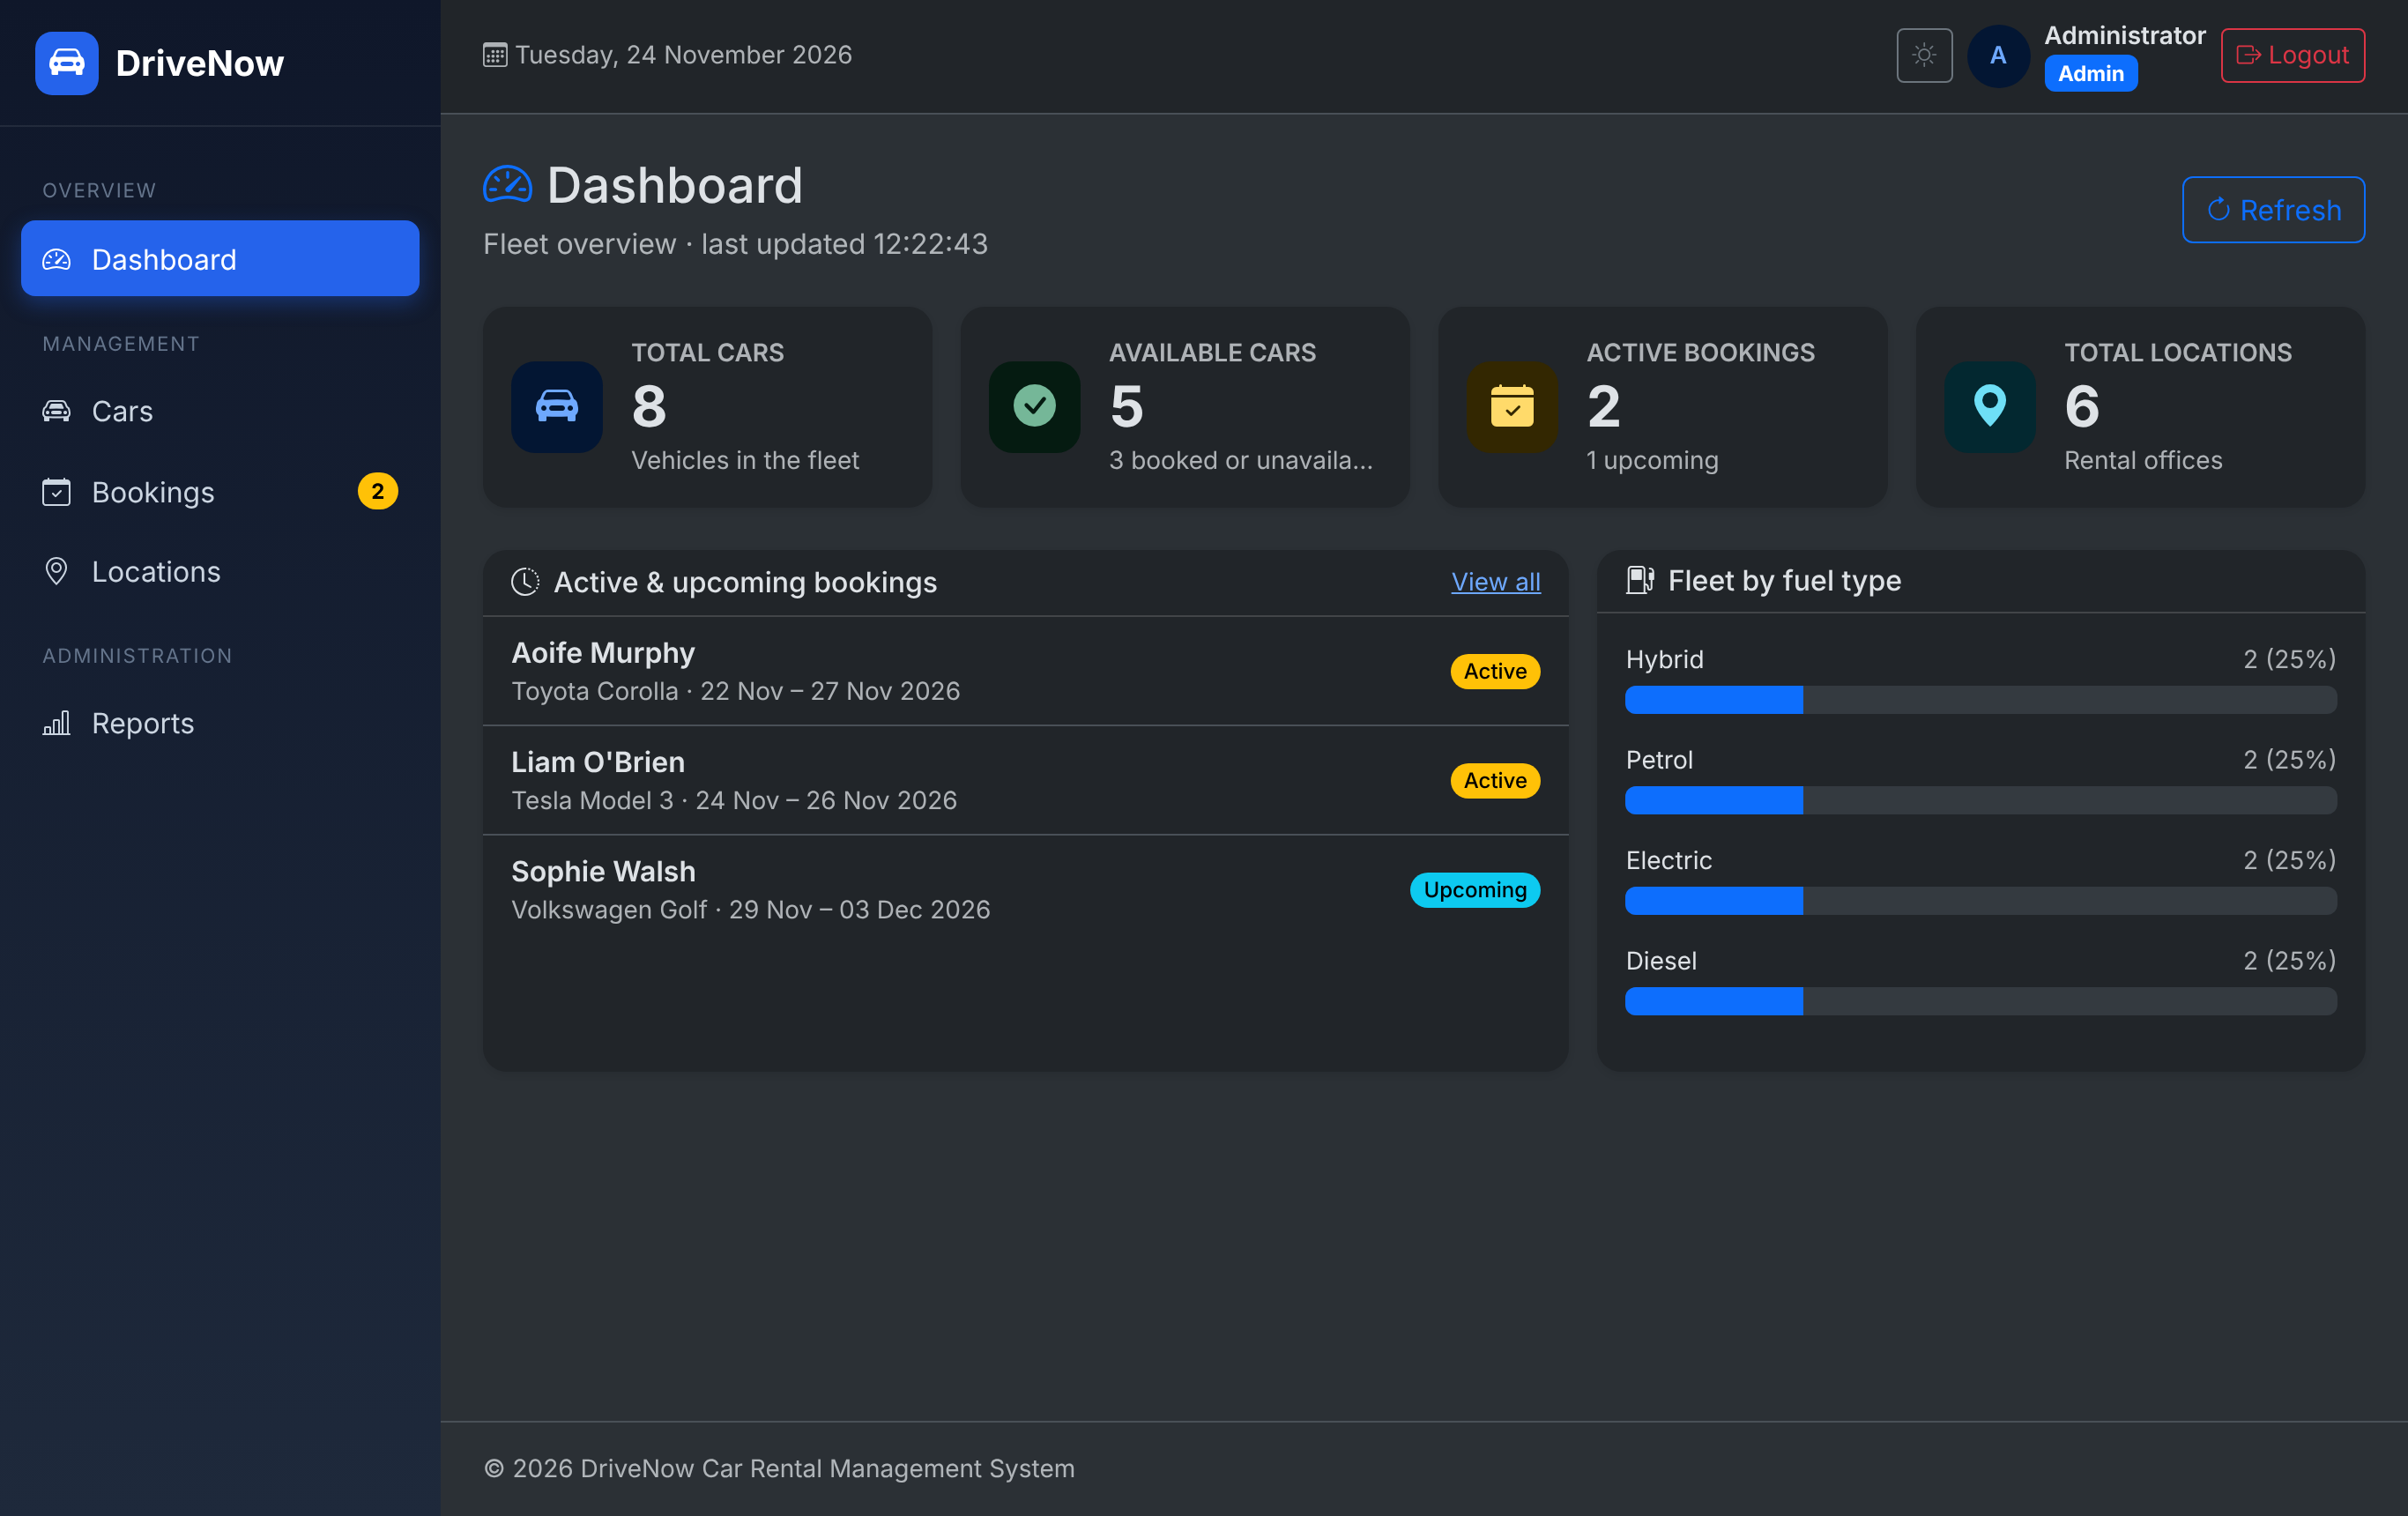 DriveNow
Tuesday, 24 November 2026
A
Administrator
Admin
Logout
OVERVIEW
Dashboard
MANAGEMENT
Cars
Bookings 2
Locations
ADMINISTRATION
Reports
Dashboard
Fleet overview · last updated 12:22:43
Refresh
TOTAL CARS
8
Vehicles in the fleet
AVAILABLE CARS
5
3 booked or unavaila...
ACTIVE BOOKINGS
2
1 upcoming
TOTAL LOCATIONS
6
Rental offices
Active & upcoming bookings View all
Aoife Murphy
Toyota Corolla · 22 Nov – 27 Nov 2026
Active
Liam O'Brien
Tesla Model 3 · 24 Nov – 26 Nov 2026
Active
Sophie Walsh
Volkswagen Golf · 29 Nov – 03 Dec 2026
Upcoming
Fleet by fuel type
Hybrid 2 (25%)
Petrol 2 (25%)
Electric 2 (25%)
Diesel 2 (25%)
© 2026 DriveNow Car Rental Management System